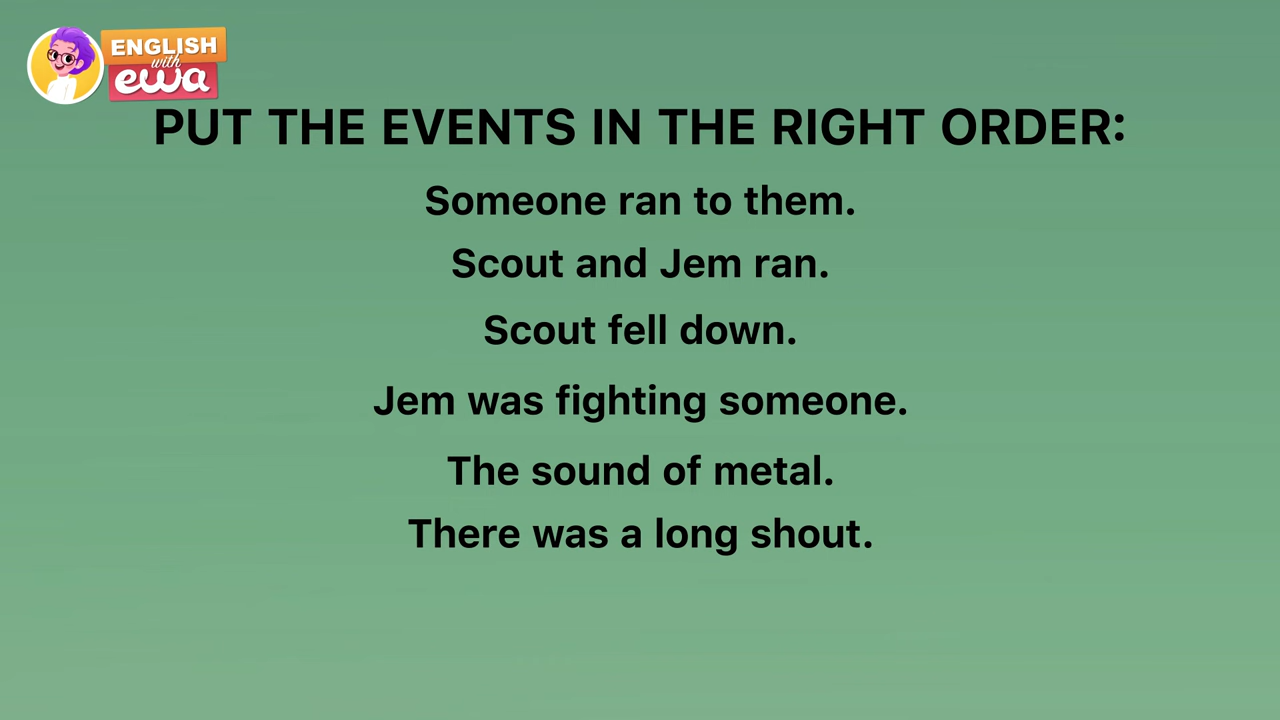 ENGLISH
with
ewa
PUT THE EVENTS IN THE RIGHT ORDER:
Someone ran to them.
Scout and Jem ran.
Scout fell down.
Jem was fighting someone.
The sound of metal.
There was a long shout.